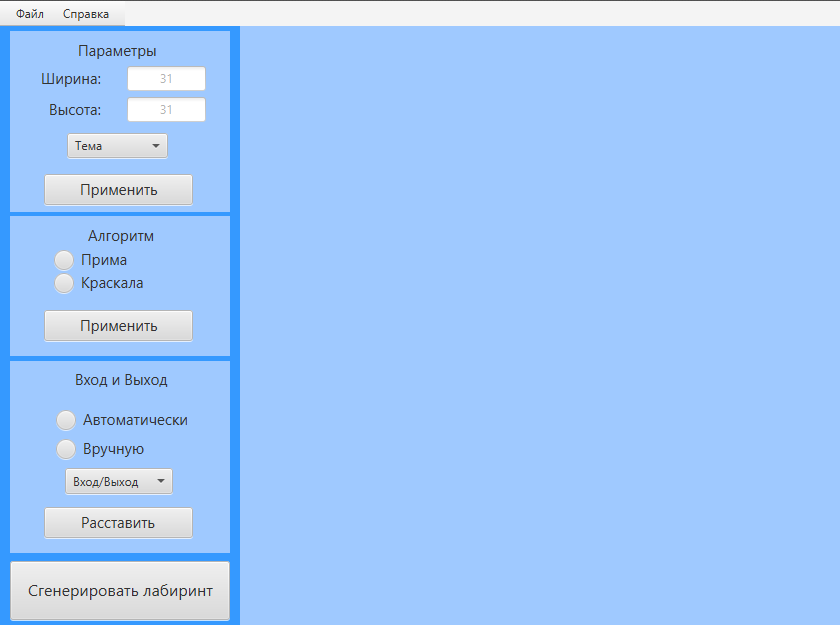 Файл Справка
Параметры
Ширина: 31
Высота: 31
Тема
Применить
Алгоритм
Прима
Краскала
Применить
Вход и Выход
Автоматически
Вручную
Вход/Выход
Расставить
Сгенерировать лабиринт